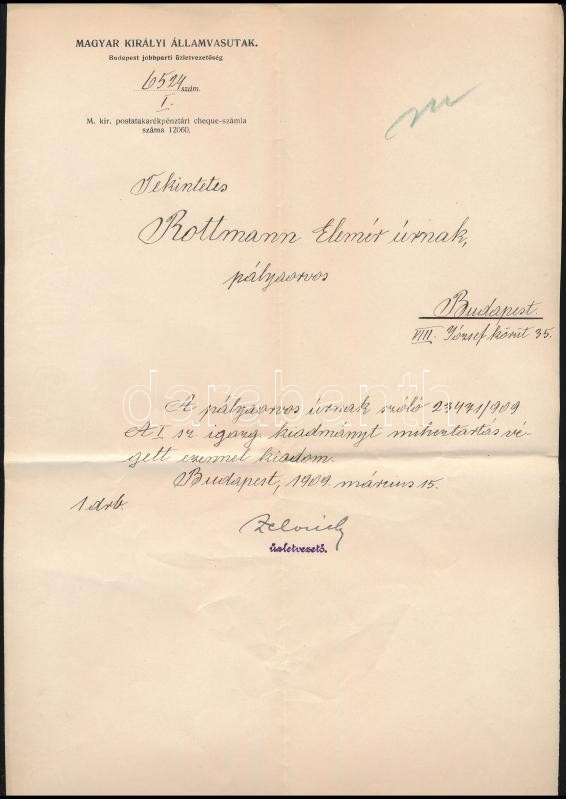 MAGYAR KIRÁLYI ÁLLAMVASUTAK.
Budapest jobbparti üzletvezetőség.
6524 szám.
I.
M. kir. postatakarékpénztári cheque-számla
száma 12060.
Tekintetes
Rottmann Elemér úrnak,
pályaorvos
Budapest.
VIII. József körút 35.
darabanth
A pályaorvos úrnak szóló 23471/909
A I sz. igazg. kiadmányt miheztartás vé-
gett ezennel kiadom.
Budapest, 1909. március 15.
1 drb.
üzletvezető.